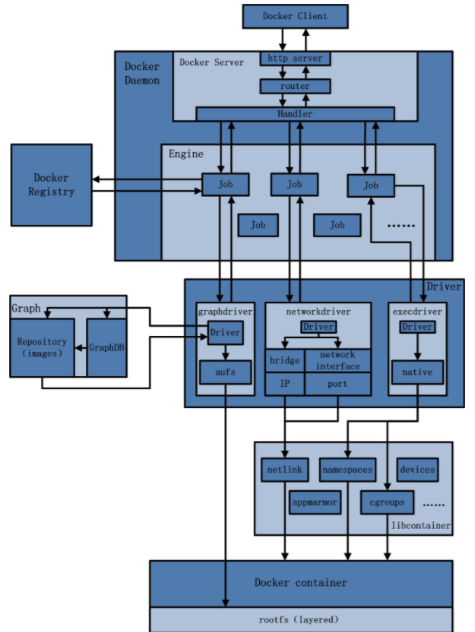 Docker Client
Docker
Daemon
Docker Server
http server
router
Handler
Engine
Docker
Registry
Job
Job
Job
Job
Job
……
Driver
Graph
Repository
(images)
GraphDB
graphdriver
Driver
aufs
networkdriver
Driver
bridge
network
interface
IP
port
execdriver
Driver
native
netlink
namespaces
devices
appmarmor
cgroups
……
libcontainer
Docker container
rootfs (layered)